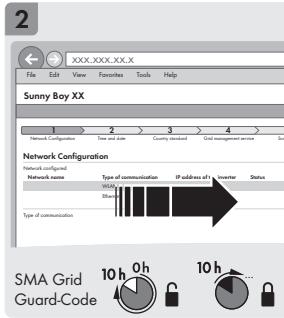 2
xxx.xxx.xx.x
File Edit View Favorites Tools Help
Sunny Boy XX
1 2 3 4
Network Configuration Time and date Country standard Grid management service
Network Configuration
Network configured
Network name Type of communication IP address of inverter Status
WLAN
Ethernet
Type of communication
SMA Grid
Guard-Code
10 h 0 h 10 h ...